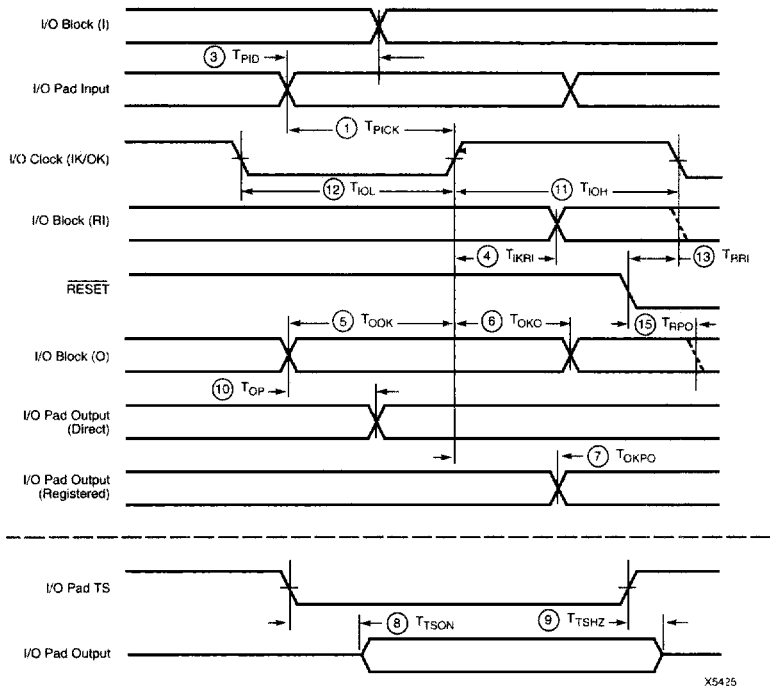 I/O Block (I)
③ TPID
I/O Pad Input
① TPICK
I/O Clock (IK/OK)
⑫ TIOL
⑪ TIOH
I/O Block (RI)
④ TIKRI
⑬ TRRI
RESET
⑤ TOOK
⑥ TOKO
⑮ TRPO
I/O Block (O)
⑩ TOP
I/O Pad Output
(Direct)
⑦ TOKPO
I/O Pad Output
(Registered)
I/O Pad TS
⑧ TTSON
⑨ TTSHZ
I/O Pad Output
X5425